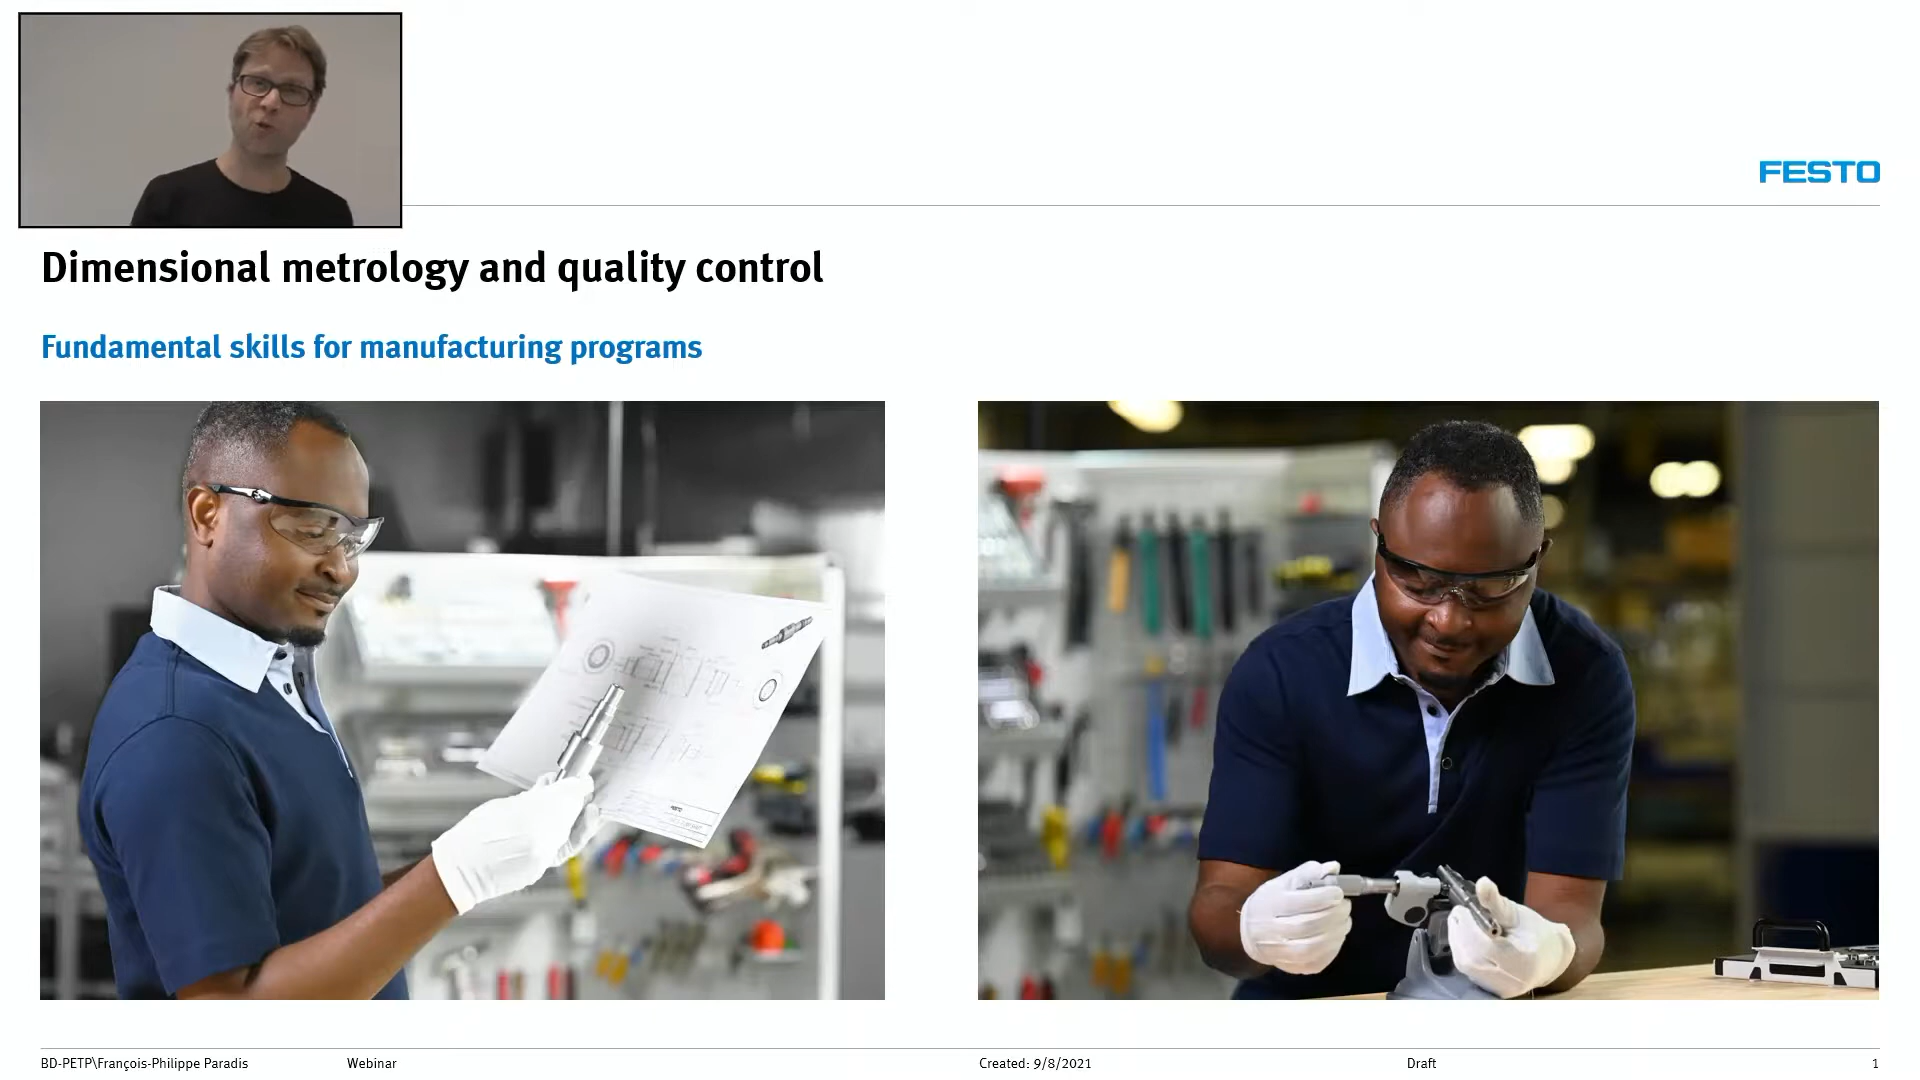 FESTO
Dimensional metrology and quality control
Fundamental skills for manufacturing programs
FESTO
BD-PETP\François-Philippe Paradis Webinar Created: 9/8/2021 Draft 1